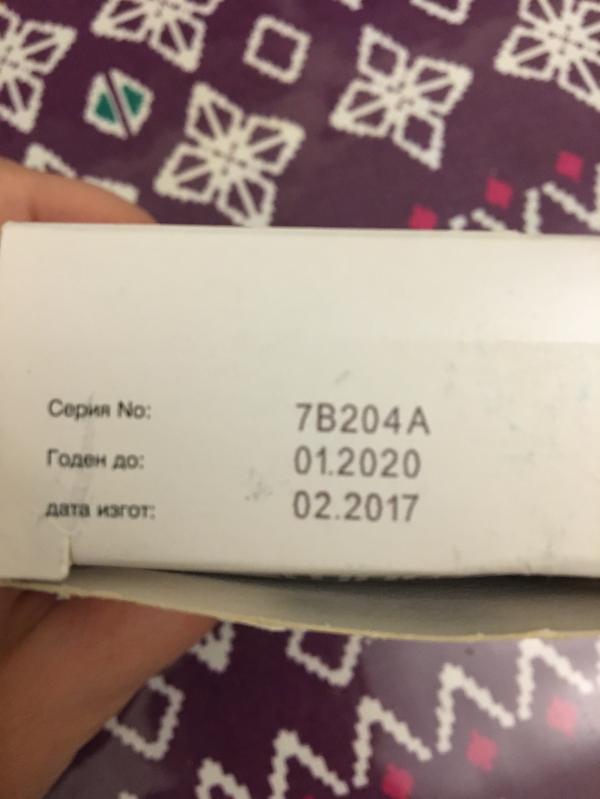 Серия No: 7B204A
Годен до: 01.2020
дата изгот: 02.2017